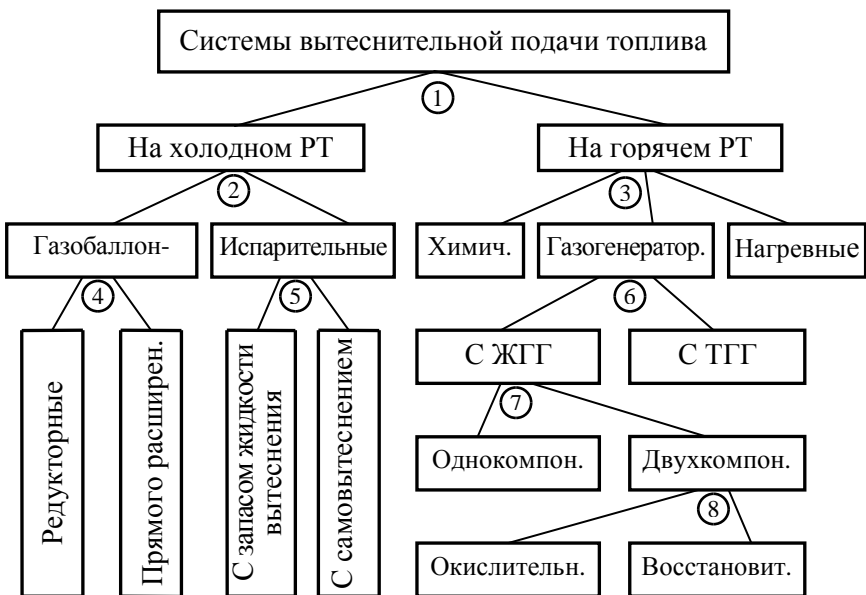 Системы вытеснительной подачи топлива
1
На холодном РТ
На горячем РТ
2
3
Газобаллон-
Испарительные
Химич.
Газогенератор.
Нагревные
4
5
6
Редукторные
Прямого расширен.
С запасом жидкости
вытеснения
С самовытеснением
С ЖГГ
С ТГГ
7
Однокомпон.
Двухкомпон.
8
Окислительн.
Восстановит.